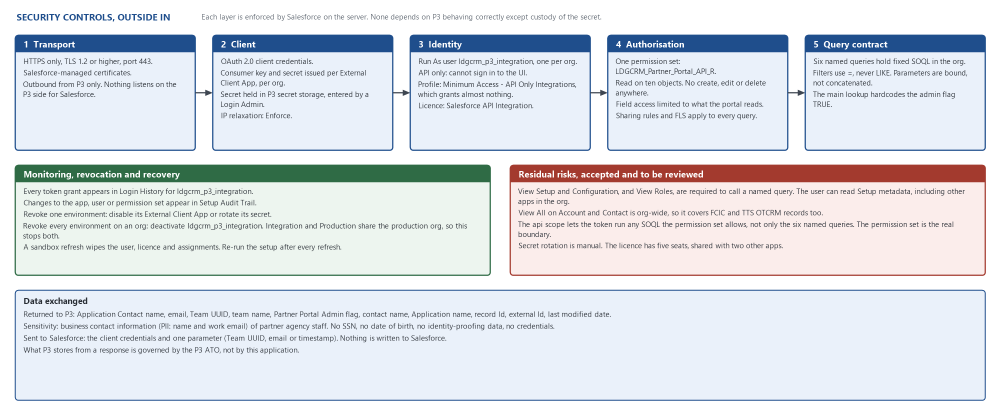 SECURITY CONTROLS, OUTSIDE IN
Each layer is enforced by Salesforce on the server. None depends on P3 behaving correctly except custody of the secret.
1 Transport
HTTPS only, TLS 1.2 or higher, port 443.
Salesforce-managed certificates.
Outbound from P3 only. Nothing listens on the
P3 side for Salesforce.
2 Client
OAuth 2.0 client credentials.
Consumer key and secret issued per External
Client App, per org.
Secret held in P3 secret storage, entered by a
Login Admin.
IP relaxation: Enforce.
3 Identity
Run As user ldgcrm_p3_integration, one per org.
API only: cannot sign in to the UI.
Profile: Minimum Access - API Only Integrations,
which grants almost nothing.
Licence: Salesforce API Integration.
4 Authorisation
One permission set:
LDGCRM_Partner_Portal_API_R.
Read on ten objects. No create, edit or delete
anywhere.
Field access limited to what the portal reads.
Sharing rules and FLS apply to every query.
5 Query contract
Six named queries hold fixed SOQL in the org.
Filters use =, never LIKE. Parameters are bound,
not concatenated.
The main lookup hardcodes the admin flag
TRUE.
Monitoring, revocation and recovery
Every token grant appears in Login History for ldgcrm_p3_integration.
Changes to the app, user or permission set appear in Setup Audit Trail.
Revoke one environment: disable its External Client App or rotate its secret.
Revoke every environment on an org: deactivate ldgcrm_p3_integration. Integration and Production share the production org, so this
stops both.
A sandbox refresh wipes the user, licence and assignments. Re-run the setup after every refresh.
Residual risks, accepted and to be reviewed
View Setup and Configuration, and View Roles, are required to call a named query. The user can read Setup metadata, including other
apps in the org.
View All on Account and Contact is org-wide, so it covers FCIC and TTS OTCRM records too.
The api scope lets the token run any SOQL the permission set allows, not only the six named queries. The permission set is the real
boundary.
Secret rotation is manual. The licence has five seats, shared with two other apps.
Data exchanged
Returned to P3: Application Contact name, email, Team UUID, team name, Partner Portal Admin flag, contact name, Application name, record Id, external Id, last modified date.
Sensitivity: business contact information (PII: name and work email) of partner agency staff. No SSN, no date of birth, no identity-proofing data, no credentials.
Sent to Salesforce: the client credentials and one parameter (Team UUID, email or timestamp). Nothing is written to Salesforce.
What P3 stores from a response is governed by the P3 ATO, not by this application.